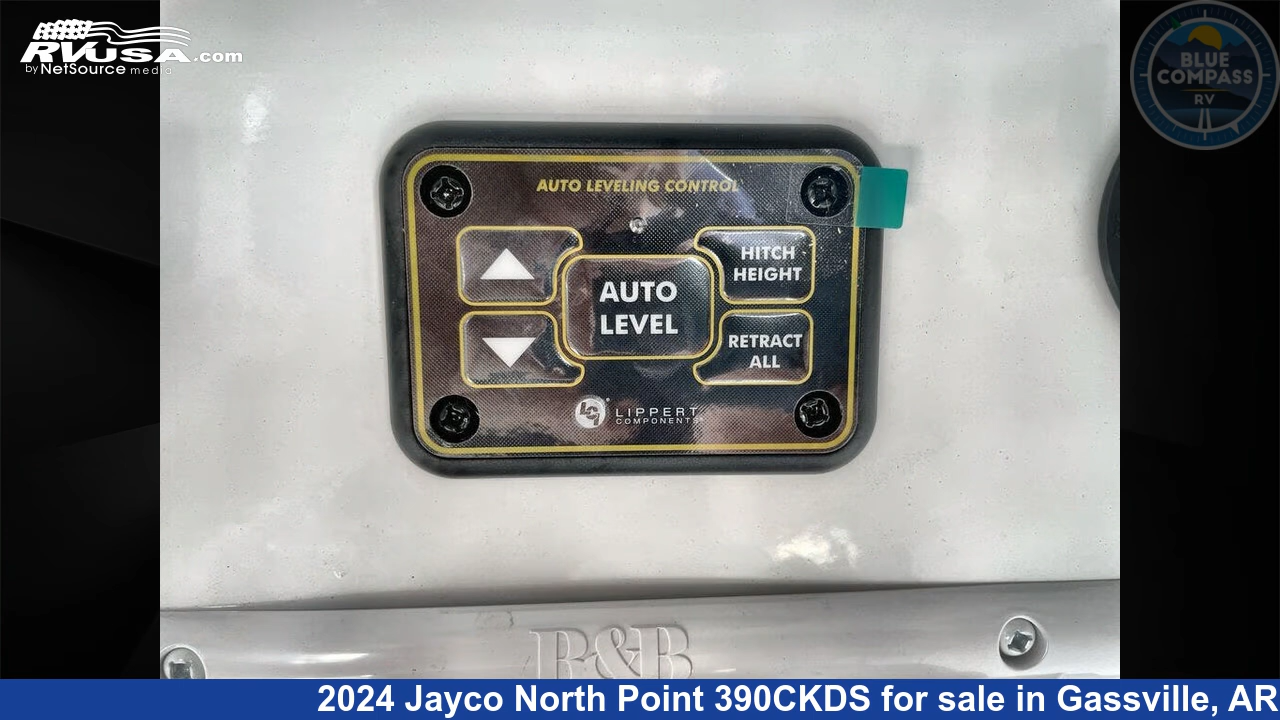 RVUSA.com
by NetSource media
BLUE
COMPASS
RV
AUTO LEVELING CONTROL
HITCH
HEIGHT
AUTO
LEVEL
RETRACT
ALL
LCI
LIPPERT
COMPONENTS
B&B
2024 Jayco North Point 390CKDS for sale in Gassville, AR